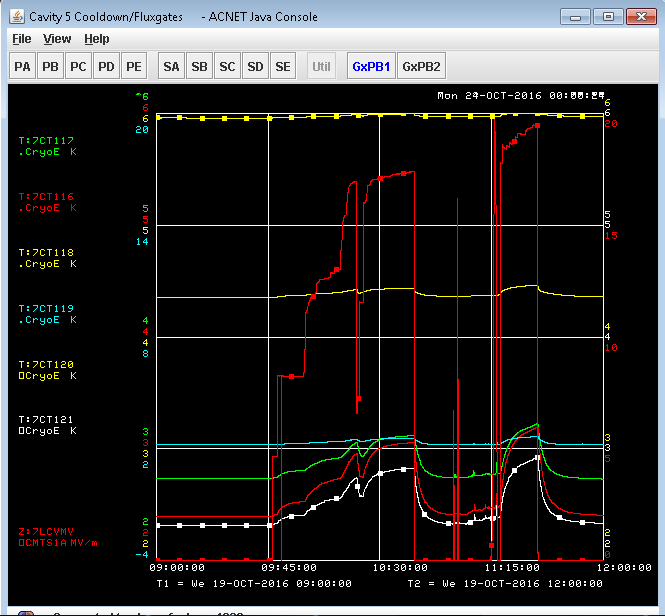 Cavity 5 Cooldown/Fluxgates - ACNET Java Console
File View Help
PA PB PC PD PE SA SB SC SD SE Util GxPB1 GxPB2
Mon 24-OCT-2016
^6
6
6
20
6
6
20
T:7CT117
.CryoE K
T:7CT116
.CryoE K
5
5
5
14
5
5
15
T:7CT118
.CryoE K
T:7CT119
.CryoE K
4
4
4
8
4
4
10
T:7CT120
□CryoE K
T:7CT121
□CryoE K
3
3
3
2
3
3
5
Z:7LCVMV
□CMTS1A MV/m
2
2
2
-4
2
2
0
09:00:00 09:45:00 10:30:00 11:15:00 12:00:00
T1 = We 19-OCT-2016 09:00:00 T2 = We 19-OCT-2016 12:00:00